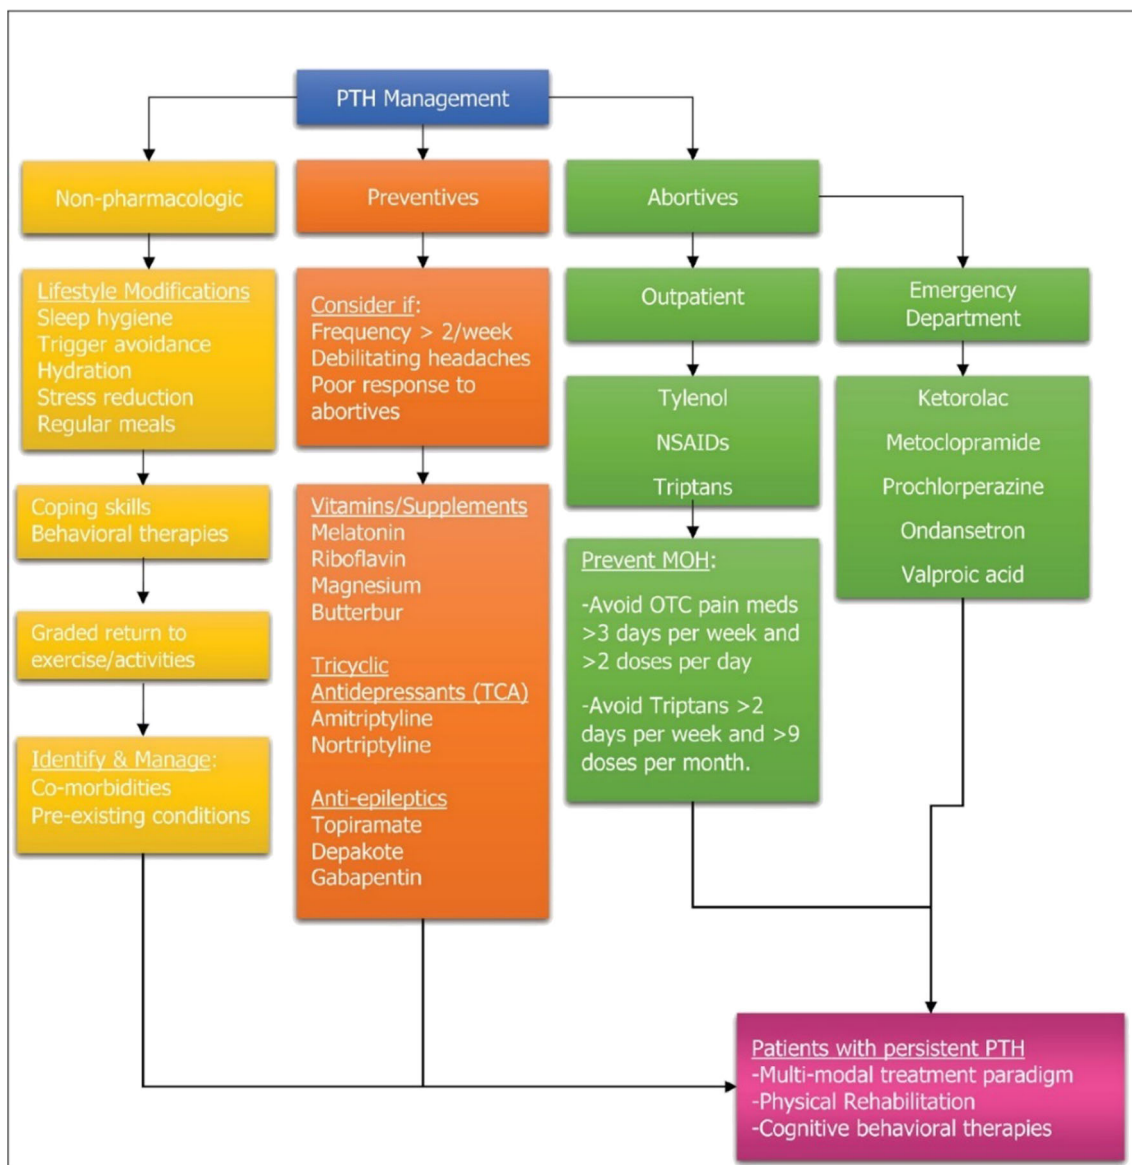 PTH Management
Non-pharmacologic
Lifestyle Modifications
Sleep hygiene
Trigger avoidance
Hydration
Stress reduction
Regular meals
Coping skills
Behavioral therapies
Graded return to
exercise/activities
Identify & Manage:
Co-morbidities
Pre-existing conditions
Preventives
Consider if:
Frequency > 2/week
Debilitating headaches
Poor response to
abortives
Vitamins/Supplements
Melatonin
Riboflavin
Magnesium
Butterbur
Tricyclic
Antidepressants (TCA)
Amitriptyline
Nortriptyline
Anti-epileptics
Topiramate
Depakote
Gabapentin
Abortives
Outpatient
Tylenol
NSAIDs
Triptans
Prevent MOH:
-Avoid OTC pain meds
>3 days per week and
>2 doses per day
-Avoid Triptans >2
days per week and >9
doses per month.
Emergency
Department
Ketorolac
Metoclopramide
Prochlorperazine
Ondansetron
Valproic acid
Patients with persistent PTH
-Multi-modal treatment paradigm
-Physical Rehabilitation
-Cognitive behavioral therapies